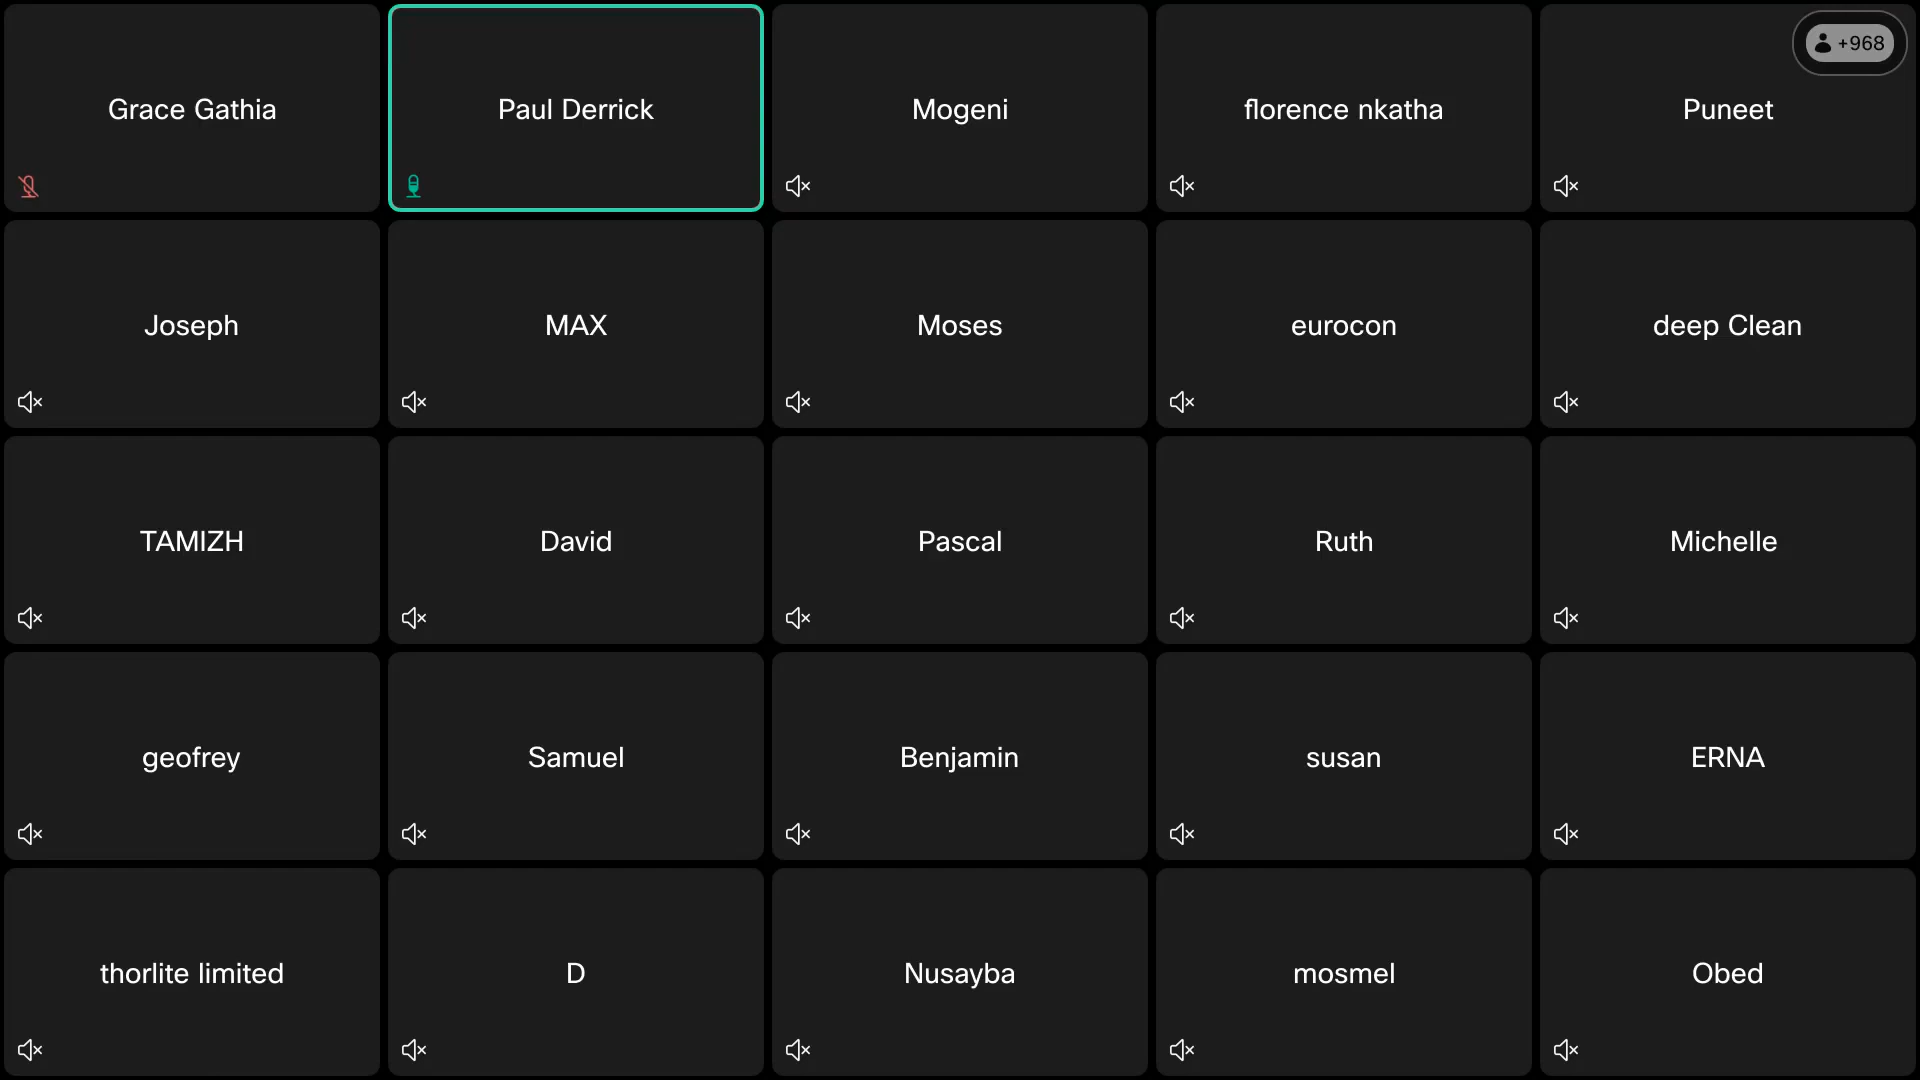 Grace Gathia
Paul Derrick
Mogeni
florence nkatha
Puneet
+968
Joseph
MAX
Moses
eurocon
deep Clean
TAMIZH
David
Pascal
Ruth
Michelle
geofrey
Samuel
Benjamin
susan
ERNA
thorlite limited
D
Nusayba
mosmel
Obed